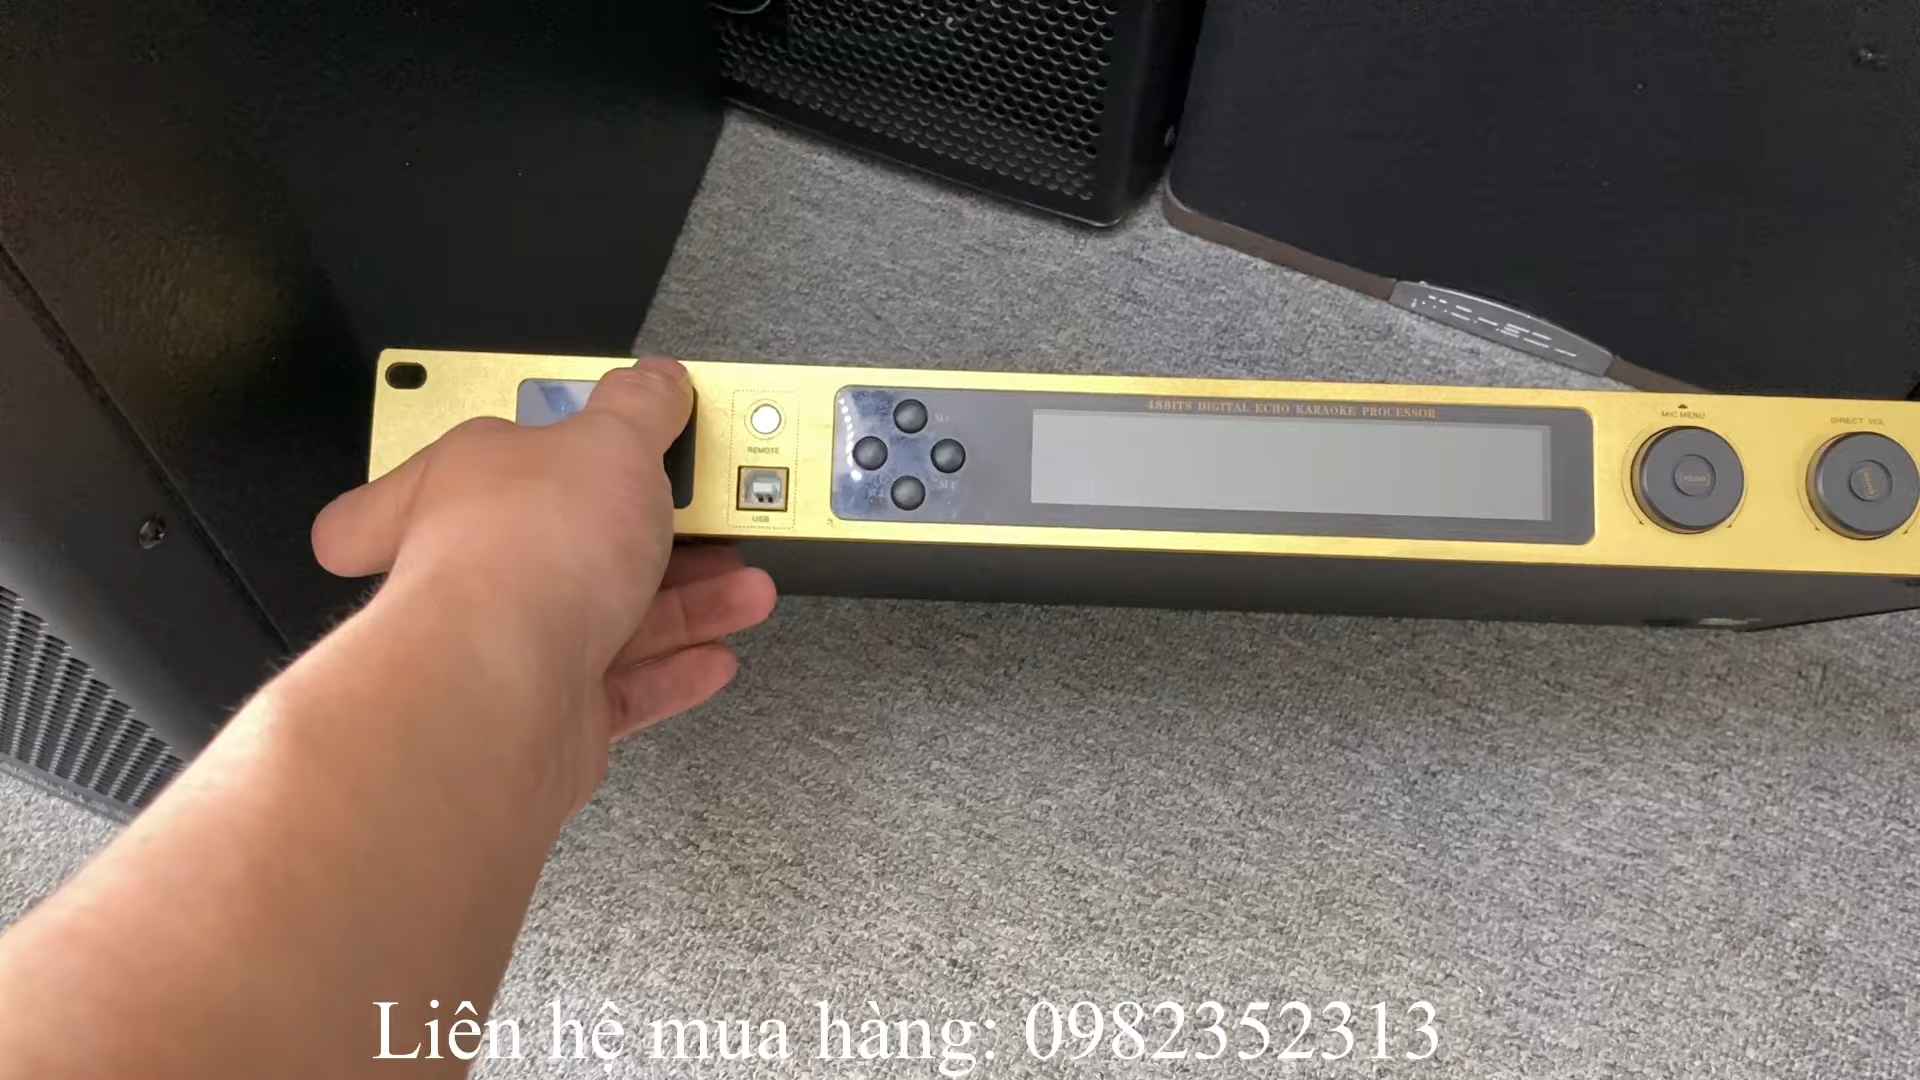 48BITS DIGITAL ECHO KARAOKE PROCESSOR
MIC MENU
DIRECT VOL
REMOTE
USB
Liên hệ mua hàng: 0982352313